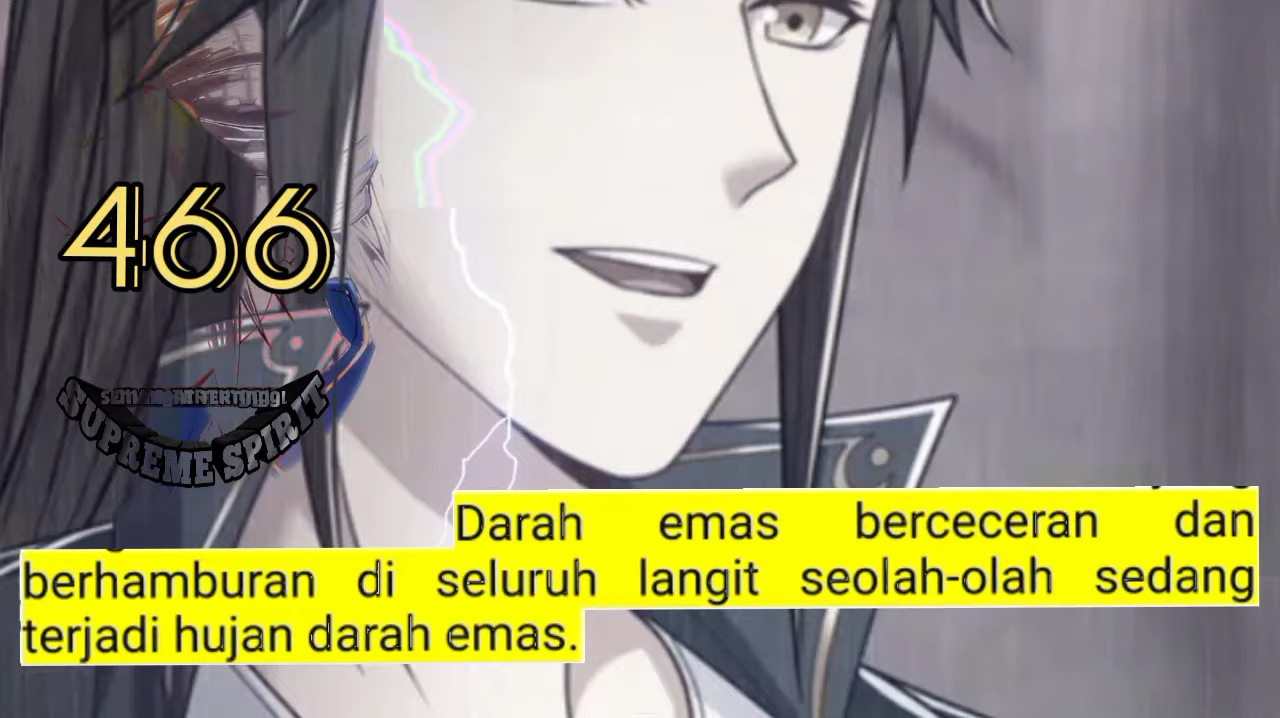 466
SUPREME SPIRIT
Darah emas berceceran dan
berhamburan di seluruh langit seolah-olah sedang
terjadi hujan darah emas.